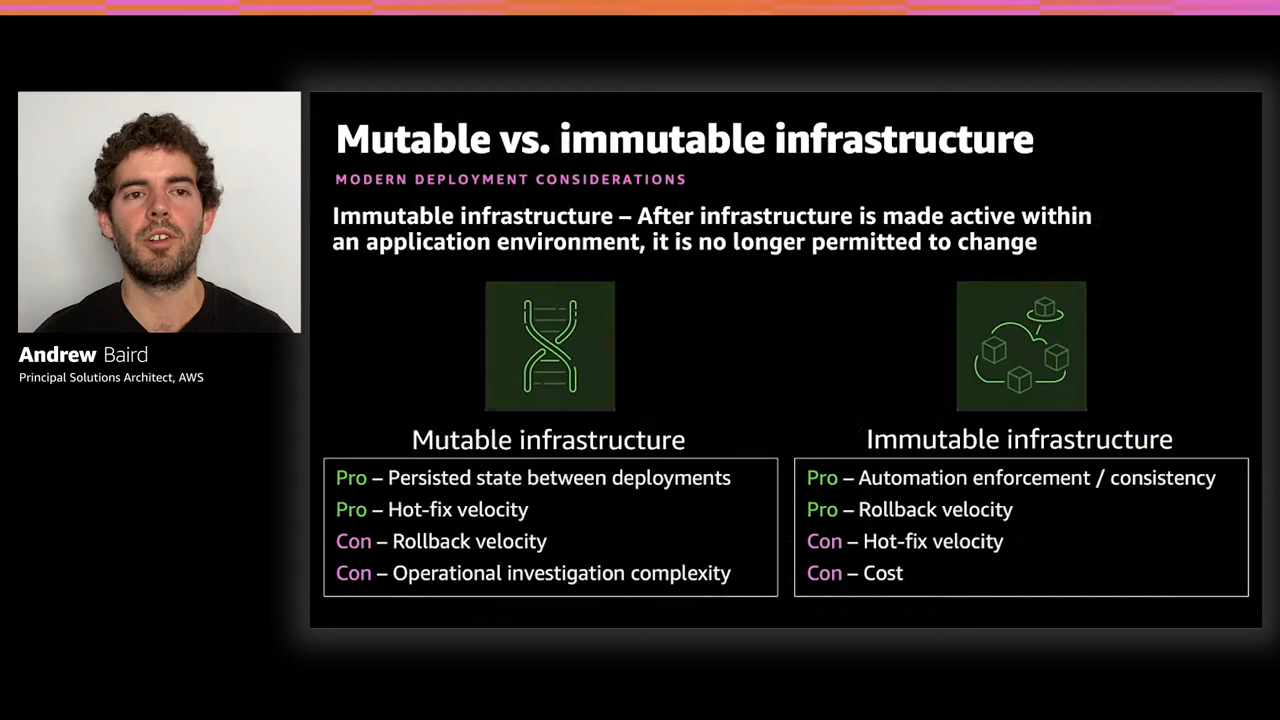 Mutable vs. immutable infrastructure
MODERN DEPLOYMENT CONSIDERATIONS
Immutable infrastructure – After infrastructure is made active within
an application environment, it is no longer permitted to change
Andrew Baird
Principal Solutions Architect, AWS
Mutable infrastructure
Pro – Persisted state between deployments
Pro – Hot-fix velocity
Con – Rollback velocity
Con – Operational investigation complexity
Immutable infrastructure
Pro – Automation enforcement / consistency
Pro – Rollback velocity
Con – Hot-fix velocity
Con – Cost